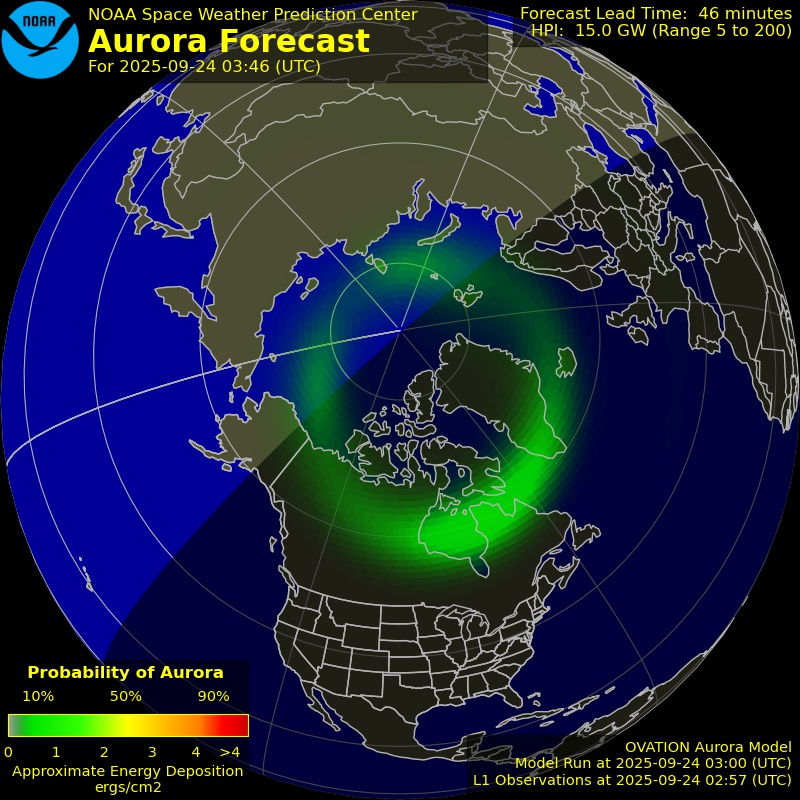 NOAA
NOAA Space Weather Prediction Center
Aurora Forecast
For 2025-09-24 03:46 (UTC)
Forecast Lead Time: 46 minutes
HPI: 15.0 GW (Range 5 to 200)
Probability of Aurora
10% 50% 90%
0 1 2 3 4 >4
Approximate Energy Deposition
ergs/cm2
OVATION Aurora Model
Model Run at 2025-09-24 03:00 (UTC)
L1 Observations at 2025-09-24 02:57 (UTC)